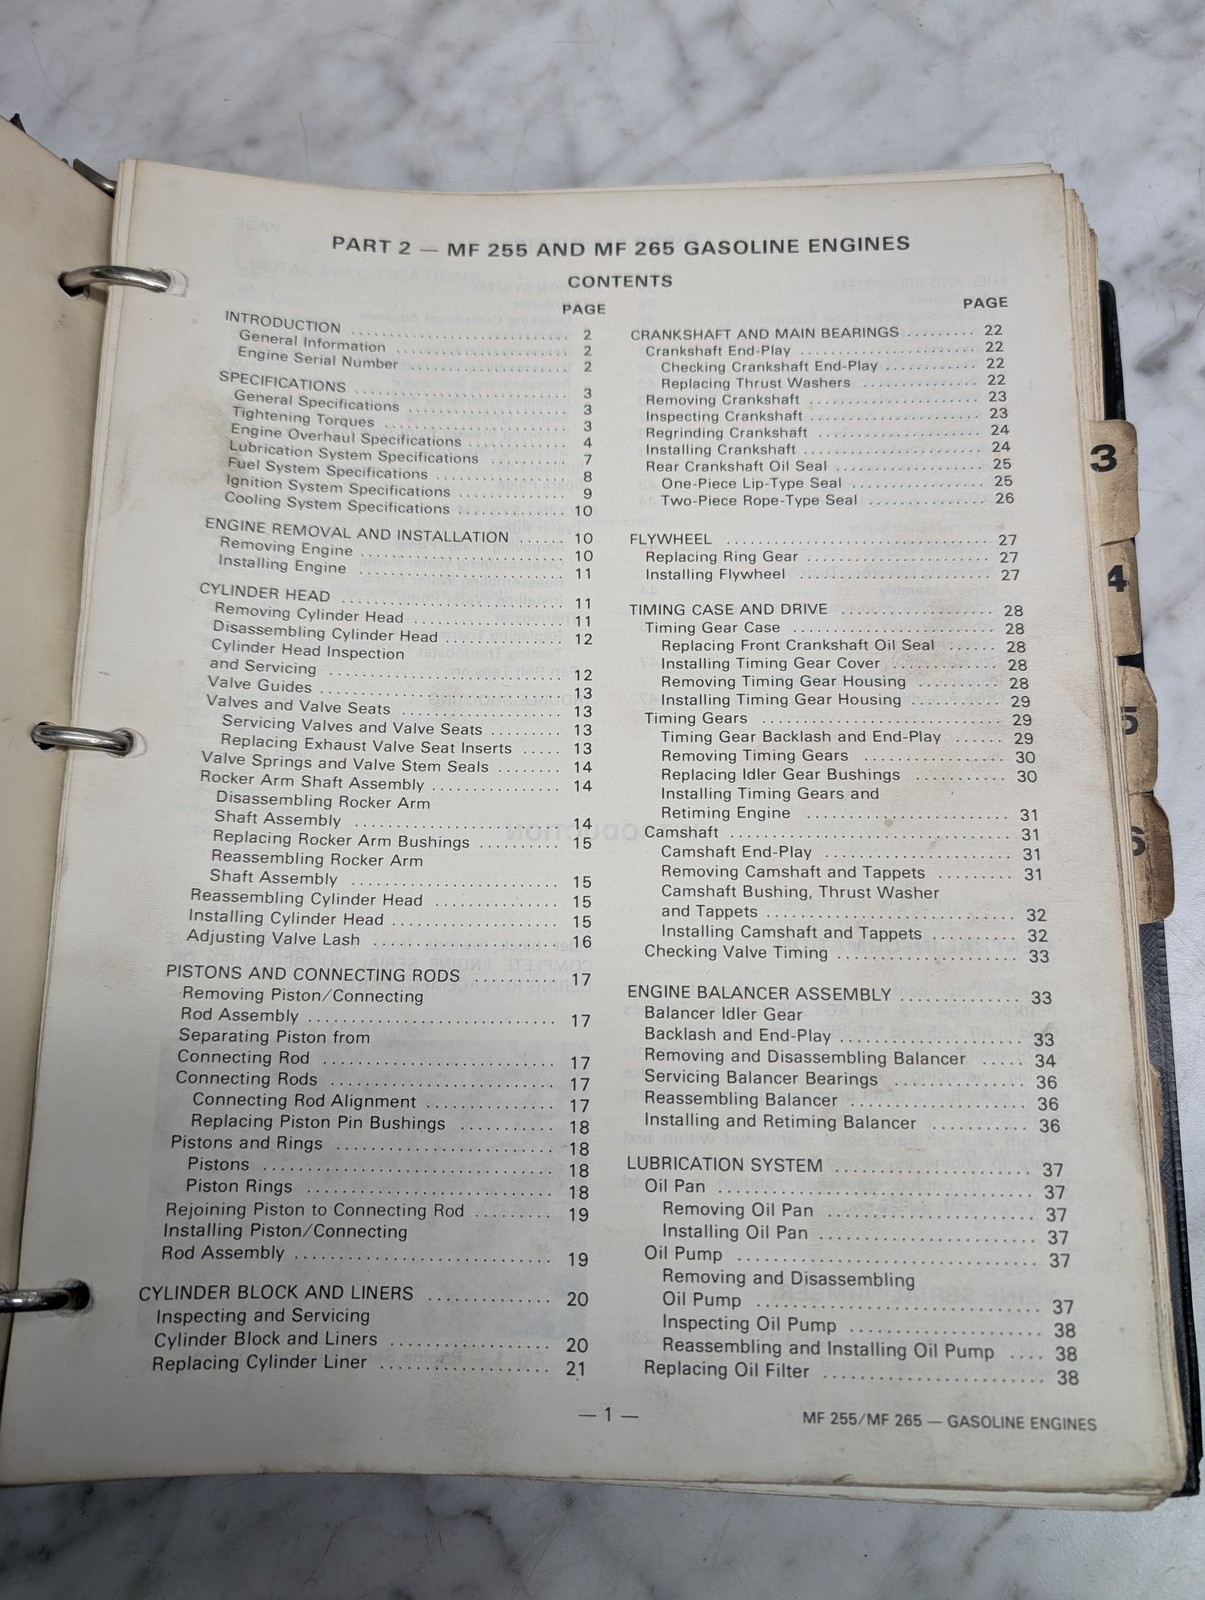 PART 2 — MF 255 AND MF 265 GASOLINE ENGINES
CONTENTS
PAGE
INTRODUCTION ........................ 2
General Information ........................ 2
Engine Serial Number ........................ 2
SPECIFICATIONS ........................ 3
General Specifications ........................ 3
Tightening Torques ........................ 3
Engine Overhaul Specifications ............ 4
Lubrication System Specifications .......... 7
Fuel System Specifications ................ 8
Ignition System Specifications ............ 9
Cooling System Specifications ............ 10
ENGINE REMOVAL AND INSTALLATION ...... 10
Removing Engine ........................ 10
Installing Engine ........................ 11
CYLINDER HEAD ........................ 11
Removing Cylinder Head ................ 11
Disassembling Cylinder Head ............ 12
Cylinder Head Inspection
and Servicing ........................ 12
Valve Guides ........................ 13
Valves and Valve Seats .................. 13
Servicing Valves and Valve Seats ......... 13
Replacing Exhaust Valve Seat Inserts ..... 13
Valve Springs and Valve Stem Seals ........ 14
Rocker Arm Shaft Assembly ................ 14
Disassembling Rocker Arm
Shaft Assembly ........................ 14
Replacing Rocker Arm Bushings .......... 15
Reassembling Rocker Arm
Shaft Assembly ........................ 15
Reassembling Cylinder Head .............. 15
Installing Cylinder Head .................. 15
Adjusting Valve Lash .................... 16
PISTONS AND CONNECTING RODS .......... 17
Removing Piston/Connecting
Rod Assembly ........................ 17
Separating Piston from
Connecting Rod ........................ 17
Connecting Rods ........................ 17
Connecting Rod Alignment .............. 17
Replacing Piston Pin Bushings ............ 18
Pistons and Rings ........................ 18
Pistons ........................ 18
Piston Rings ........................ 18
Rejoining Piston to Connecting Rod ......... 19
Installing Piston/Connecting
Rod Assembly ........................ 19
CYLINDER BLOCK AND LINERS ............ 20
Inspecting and Servicing
Cylinder Block and Liners ................ 20
Replacing Cylinder Liner .................. 21
PAGE
CRANKSHAFT AND MAIN BEARINGS ......... 22
Crankshaft End-Play ........................ 22
Checking Crankshaft End-Play ............ 22
Replacing Thrust Washers .............. 22
Removing Crankshaft .................... 23
Inspecting Crankshaft .................... 23
Regrinding Crankshaft .................... 24
Installing Crankshaft .................... 24
Rear Crankshaft Oil Seal .................. 25
One-Piece Lip-Type Seal ................ 25
Two-Piece Rope-Type Seal .............. 26
FLYWHEEL ........................ 27
Replacing Ring Gear .................... 27
Installing Flywheel ...................... 27
TIMING CASE AND DRIVE .................. 28
Timing Gear Case ........................ 28
Replacing Front Crankshaft Oil Seal ...... 28
Installing Timing Gear Cover ............ 28
Removing Timing Gear Housing .......... 28
Installing Timing Gear Housing .......... 29
Timing Gears ........................ 29
Timing Gear Backlash and End-Play ...... 29
Removing Timing Gears ................ 30
Replacing Idler Gear Bushings ............ 30
Installing Timing Gears and
Retiming Engine ........................ 31
Camshaft ........................ 31
Camshaft End-Play .................... 31
Removing Camshaft and Tappets ......... 31
Camshaft Bushing, Thrust Washer
and Tappets ........................ 32
Installing Camshaft and Tappets .......... 32
Checking Valve Timing .................... 33
ENGINE BALANCER ASSEMBLY ............ 33
Balancer Idler Gear
Backlash and End-Play .................... 33
Removing and Disassembling Balancer ..... 34
Servicing Balancer Bearings .............. 36
Reassembling Balancer .................. 36
Installing and Retiming Balancer .......... 36
LUBRICATION SYSTEM .................... 37
Oil Pan ........................ 37
Removing Oil Pan ...................... 37
Installing Oil Pan ...................... 37
Oil Pump ........................ 37
Removing and Disassembling
Oil Pump ........................ 37
Inspecting Oil Pump .................... 38
Reassembling and Installing Oil Pump .... 38
Replacing Oil Filter ...................... 38
— 1 —
MF 255/MF 265 — GASOLINE ENGINES
3
4
5
6